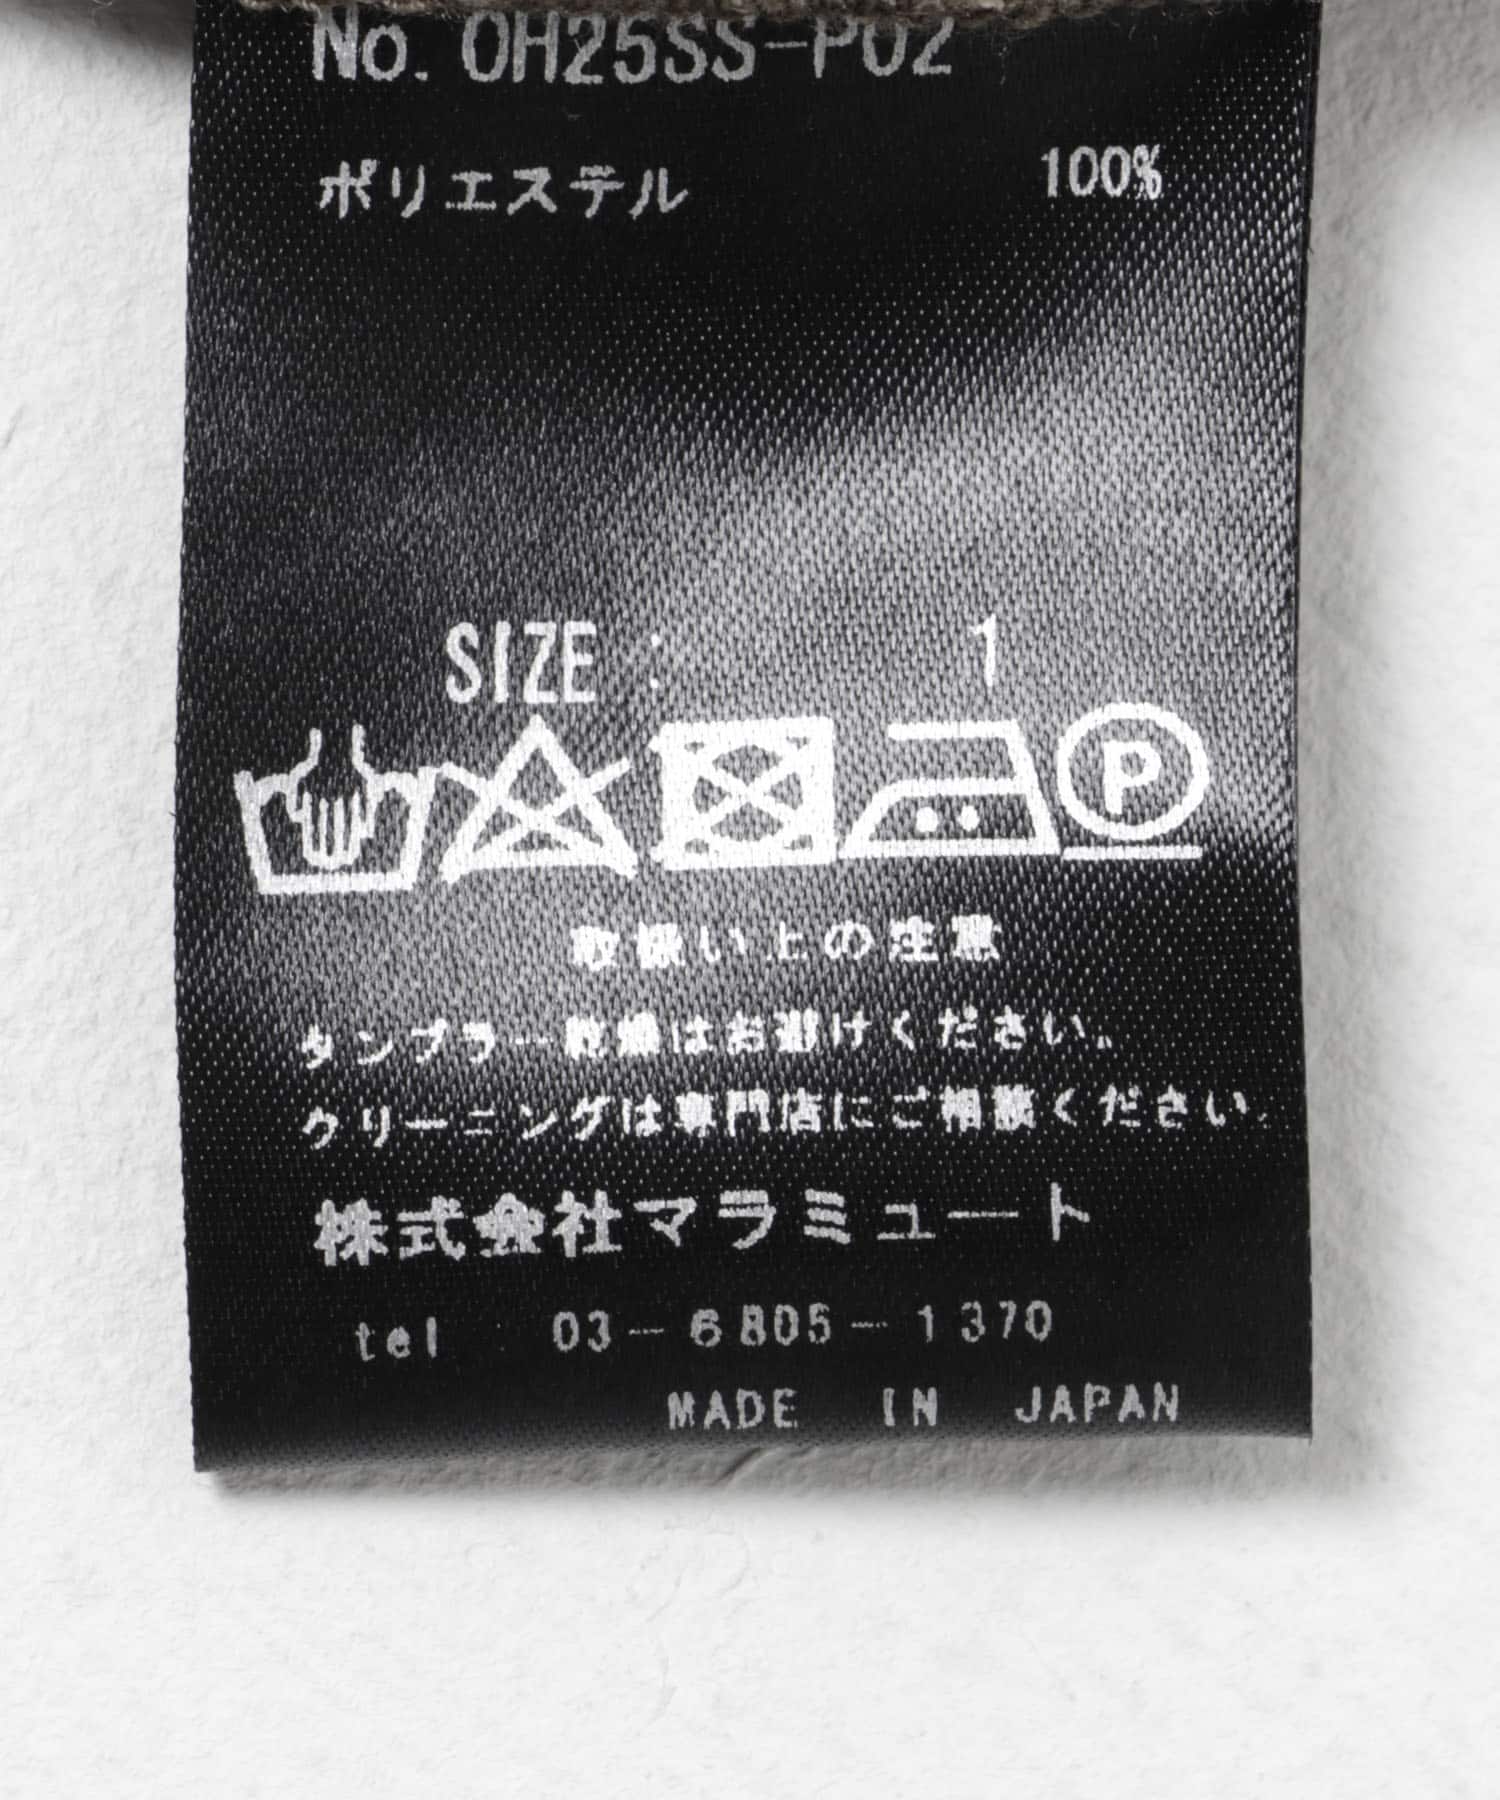 No. OH25SS-P02
ポリエステル 100%
SIZE : 1
P
取扱い上の注意
タンブラー乾燥はお避けください。
クリーニングは専門店にご相談ください。
株式会社マラミュート
tel 03-6805-1370
MADE IN JAPAN